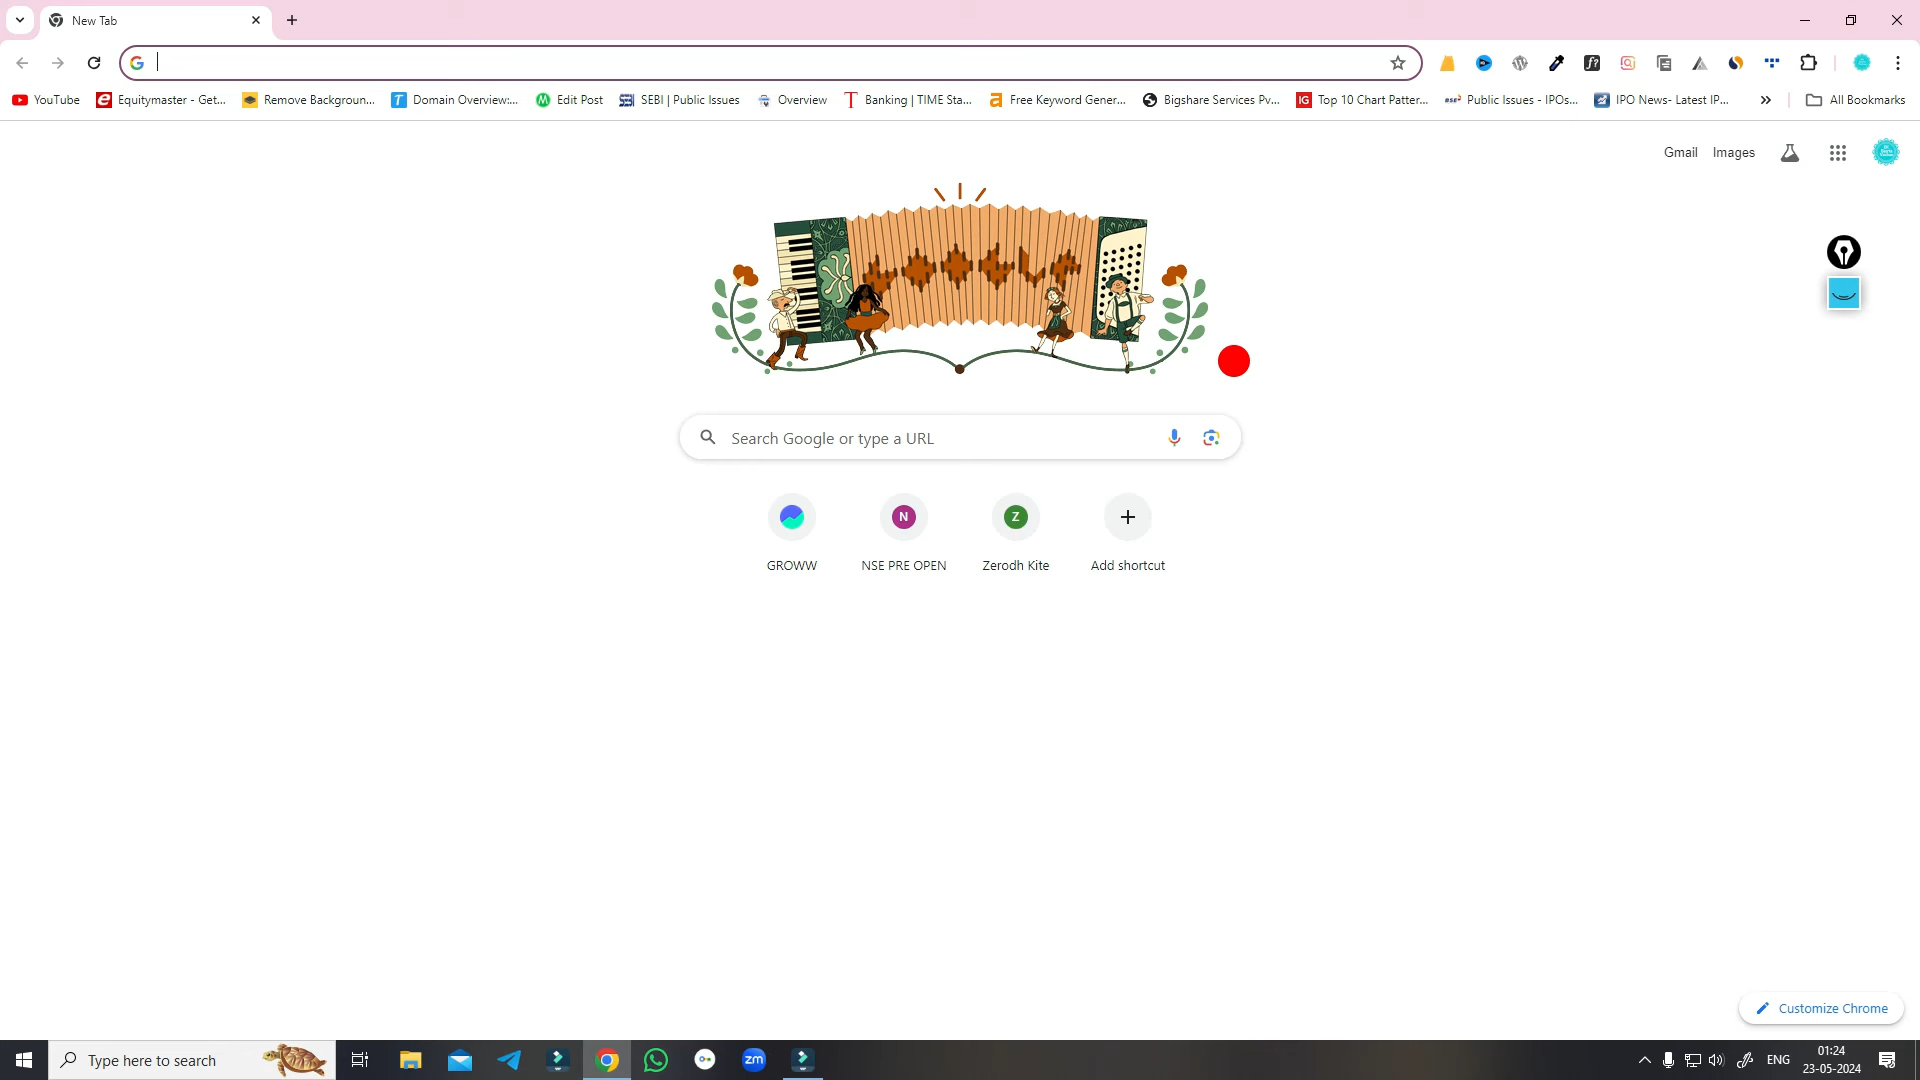 New Tab
YouTube
Equitymaster - Get...
Remove Backgroun...
Domain Overview:...
Edit Post
SEBI | Public Issues
Overview
Banking | TIME Sta...
Free Keyword Gener...
Bigshare Services Pv...
Top 10 Chart Patter...
Public Issues - IPOs...
IPO News- Latest IP...
All Bookmarks
Gmail
Images
Google
Search Google or type a URL
N
Z
GROWW
NSE PRE OPEN
Zerodh Kite
Add shortcut
Customize Chrome
Type here to search
zm
ENG
01:24
23-05-2024